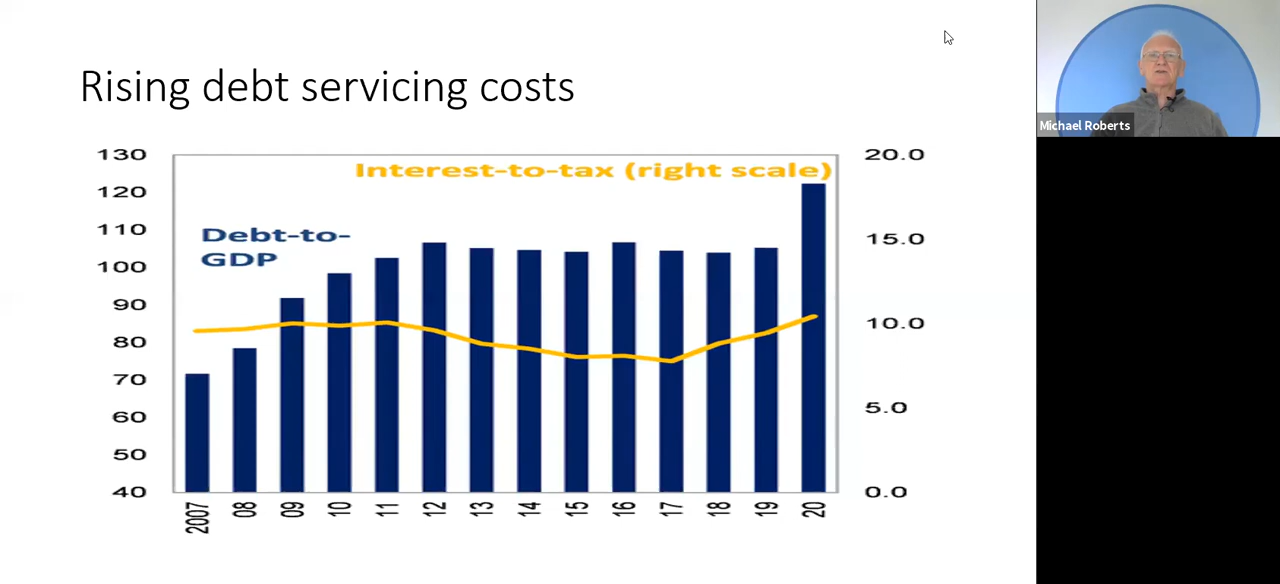 Rising debt servicing costs
Michael Roberts
130
120
110
100
90
80
70
60
50
40
Interest-to-tax (right scale)
Debt-to-
GDP
20.0
15.0
10.0
5.0
0.0
2007 08 09 10 11 12 13 14 15 16 17 18 19 20